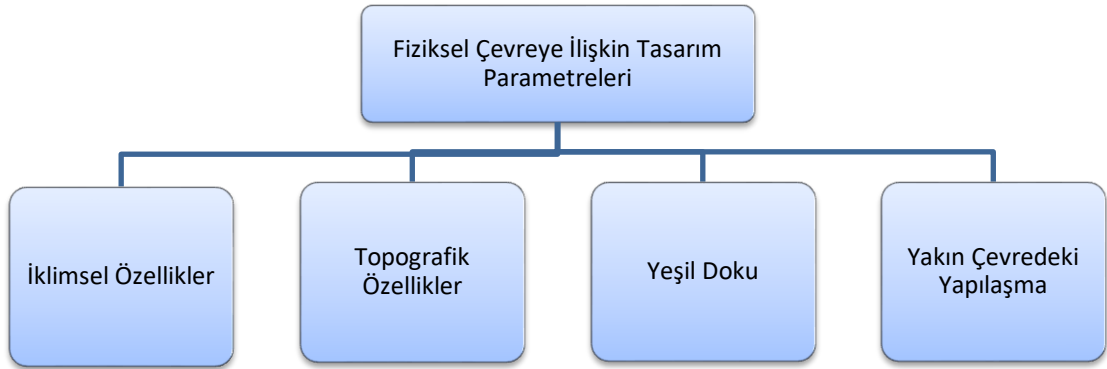 Fiziksel Çevreye İlişkin Tasarım
Parametreleri
İklimsel Özellikler
Topografik
Özellikler
Yeşil Doku
Yakın Çevredeki
Yapılaşma